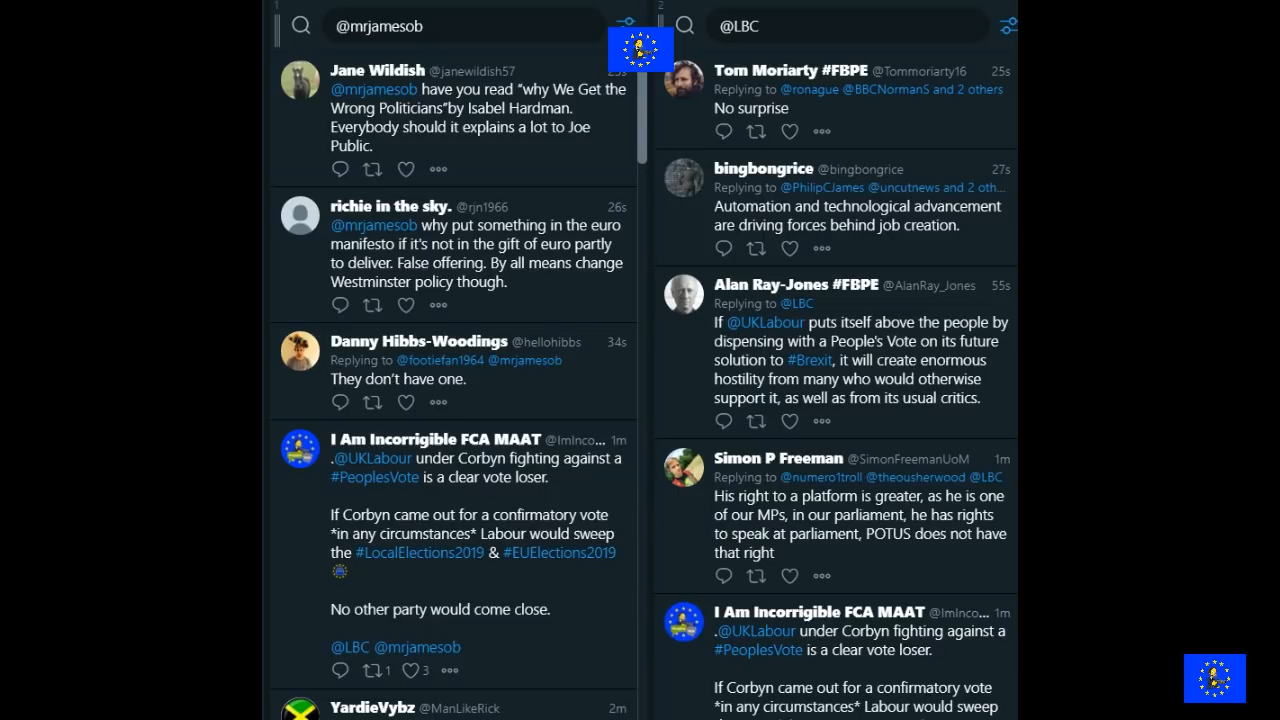 1
@mrjamesob
Jane Wildish @janewildish57
@mrjamesob have you read “why We Get the
Wrong Politicians”by Isabel Hardman.
Everybody should it explains a lot to Joe
Public.
richie in the sky. @rjn1966 26s
@mrjamesob why put something in the euro
manifesto if it's not in the gift of euro partly
to deliver. False offering. By all means change
Westminster policy though.
Danny Hibbs-Woodings @hellohibbs 34s
Replying to @footiefan1964 @mrjamesob
They don’t have one.
I Am Incorrigible FCA MAAT @ImInco... 1m
.@UKLabour under Corbyn fighting against a
#PeoplesVote is a clear vote loser.
If Corbyn came out for a confirmatory vote
*in any circumstances* Labour would sweep
the #LocalElections2019 & #EUElections2019
No other party would come close.
@LBC @mrjamesob
1 3
YardieVybz @ManLikeRick 2m
2
@LBC
Tom Moriarty #FBPE @Tommoriarty16 25s
Replying to @ronague @BBCNormanS and 2 others
No surprise
bingbongrice @bingbongrice 27s
Replying to @PhilipCJames @uncutnews and 2 oth...
Automation and technological advancement
are driving forces behind job creation.
Alan Ray-Jones #FBPE @AlanRay_Jones 55s
Replying to @LBC
If @UKLabour puts itself above the people by
dispensing with a People's Vote on its future
solution to #Brexit, it will create enormous
hostility from many who would otherwise
support it, as well as from its usual critics.
Simon P Freeman @SimonFreemanUoM 1m
Replying to @numero1troll @theousherwood @LBC
His right to a platform is greater, as he is one
of our MPs, in our parliament, he has rights
to speak at parliament, POTUS does not have
that right
I Am Incorrigible FCA MAAT @ImInco... 1m
.@UKLabour under Corbyn fighting against a
#PeoplesVote is a clear vote loser.
If Corbyn came out for a confirmatory vote
*in any circumstances* Labour would sweep